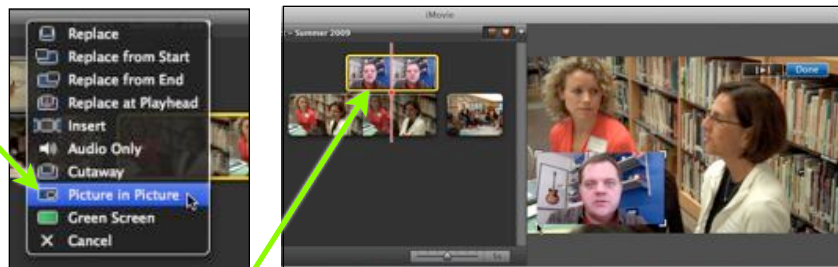 Replace
Replace from Start
Replace from End
Replace at Playhead
Insert
Audio Only
Cutaway
Picture in Picture
Green Screen
X Cancel
iMovie
- Summer 2009
Done
5s